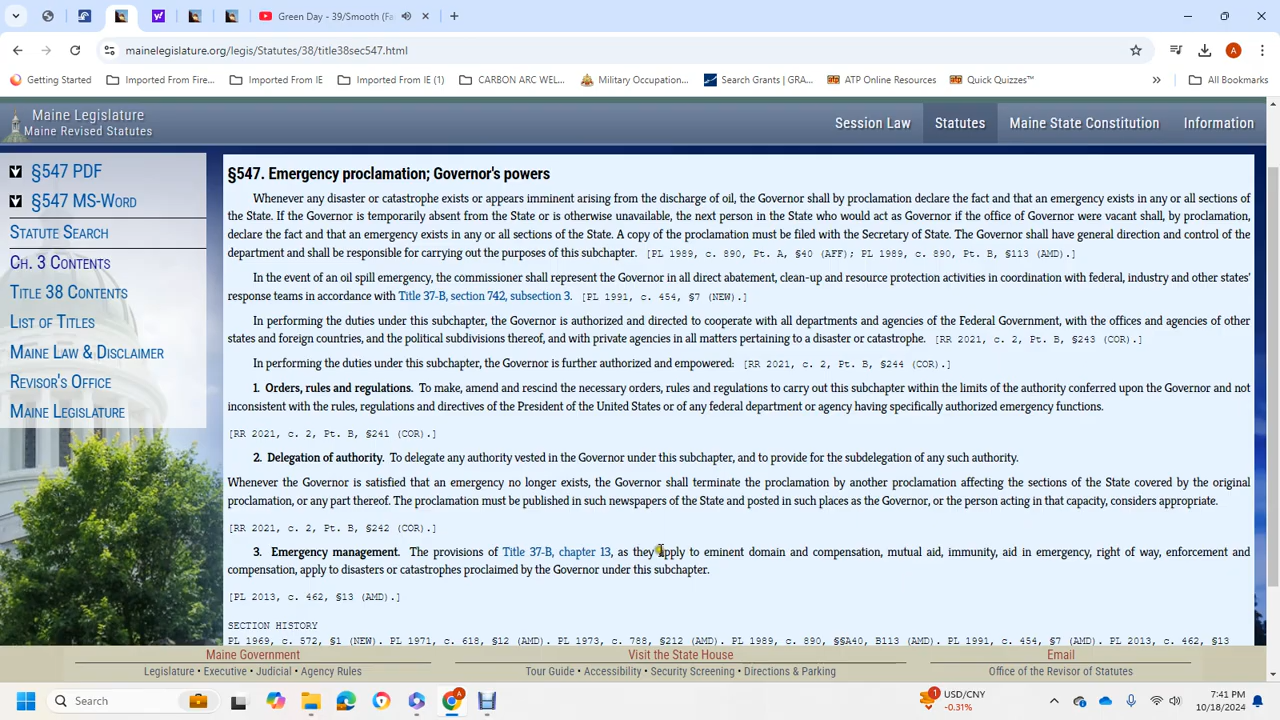 Green Day - 39/Smooth (Fa
mainelegislature.org/legis/Statutes/38/title38sec547.html
A
Getting Started
Imported From Fire...
Imported From IE
Imported From IE (1)
CARBON ARC WEL...
Military Occupation...
Search Grants | GRA...
ATP Online Resources
Quick Quizzes™
All Bookmarks
Maine Legislature
Maine Revised Statutes
Session Law
Statutes
Maine State Constitution
Information
§547 PDF
§547 MS-Word
Statute Search
Ch. 3 Contents
Title 38 Contents
List of Titles
Maine Law & Disclaimer
Revisor's Office
Maine Legislature
§547. Emergency proclamation; Governor's powers
Whenever any disaster or catastrophe exists or appears imminent arising from the discharge of oil, the Governor shall by proclamation declare the fact and that an emergency exists in any or all sections of
the State. If the Governor is temporarily absent from the State or is otherwise unavailable, the next person in the State who would act as Governor if the office of Governor were vacant shall, by proclamation,
declare the fact and that an emergency exists in any or all sections of the State. A copy of the proclamation must be filed with the Secretary of State. The Governor shall have general direction and control of the
department and shall be responsible for carrying out the purposes of this subchapter. [PL 1989, c. 890, Pt. A, §40 (AFF); PL 1989, c. 890, Pt. B, §113 (AMD).]
In the event of an oil spill emergency, the commissioner shall represent the Governor in all direct abatement, clean-up and resource protection activities in coordination with federal, industry and other states'
response teams in accordance with Title 37-B, section 742, subsection 3. [PL 1991, c. 454, §7 (NEW).]
In performing the duties under this subchapter, the Governor is authorized and directed to cooperate with all departments and agencies of the Federal Government, with the offices and agencies of other
states and foreign countries, and the political subdivisions thereof, and with private agencies in all matters pertaining to a disaster or catastrophe. [RR 2021, c. 2, Pt. B, §243 (COR).]
In performing the duties under this subchapter, the Governor is further authorized and empowered: [RR 2021, c. 2, Pt. B, §244 (COR).]
1. Orders, rules and regulations. To make, amend and rescind the necessary orders, rules and regulations to carry out this subchapter within the limits of the authority conferred upon the Governor and not
inconsistent with the rules, regulations and directives of the President of the United States or of any federal department or agency having specifically authorized emergency functions.
[RR 2021, c. 2, Pt. B, §241 (COR).]
2. Delegation of authority. To delegate any authority vested in the Governor under this subchapter, and to provide for the subdelegation of any such authority.
Whenever the Governor is satisfied that an emergency no longer exists, the Governor shall terminate the proclamation by another proclamation affecting the sections of the State covered by the original
proclamation, or any part thereof. The proclamation must be published in such newspapers of the State and posted in such places as the Governor, or the person acting in that capacity, considers appropriate.
[RR 2021, c. 2, Pt. B, §242 (COR).]
3. Emergency management. The provisions of Title 37-B, chapter 13, as they apply to eminent domain and compensation, mutual aid, immunity, aid in emergency, right of way, enforcement and
compensation, apply to disasters or catastrophes proclaimed by the Governor under this subchapter.
[PL 2013, c. 462, §13 (AMD).]
SECTION HISTORY
PL 1969, c. 572, §1 (NEW). PL 1971, c. 618, §12 (AMD). PL 1973, c. 788, §212 (AMD). PL 1989, c. 890, §§A40, B113 (AMD). PL 1991, c. 454, §7 (AMD). PL 2013, c. 462, §13
Maine Government
Legislature • Executive • Judicial • Agency Rules
Visit the State House
Tour Guide • Accessibility • Security Screening • Directions & Parking
Email
Office of the Revisor of Statutes
Search
1
USD/CNY
-0.31%
7:41 PM
10/18/2024